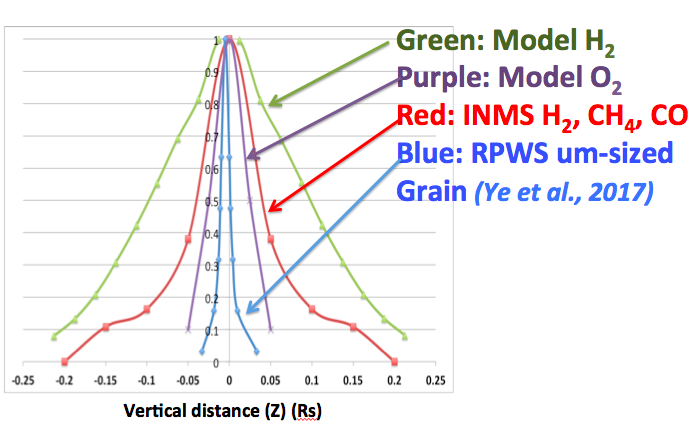 Green: Model H₂
Purple: Model O₂
Red: INMS H₂, CH₄, CO
Blue: RPWS um-sized
Grain (Ye et al., 2017)
1
0.9
0.8
0.7
0.6
0.5
0.4
0.3
0.2
0.1
0
-0.25 -0.2 -0.15 -0.1 -0.05 0 0.05 0.1 0.15 0.2 0.25
Vertical distance (Z) (Rs)